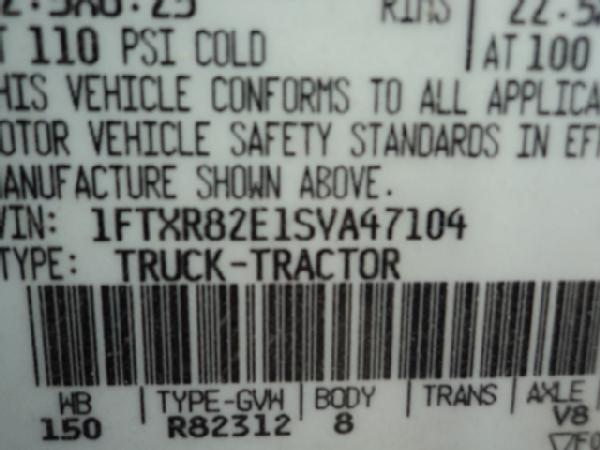 RIMS
T 110 PSI COLD AT 100
HIS VEHICLE CONFORMS TO ALL APPLICA
OTOR VEHICLE SAFETY STANDARDS IN EFF
ANUFACTURE SHOWN ABOVE.
VIN: 1FTXR82E1SVA47104
TYPE: TRUCK-TRACTOR
WB TYPE-GVW BODY TRANS AXLE
150 R82312 8 V8